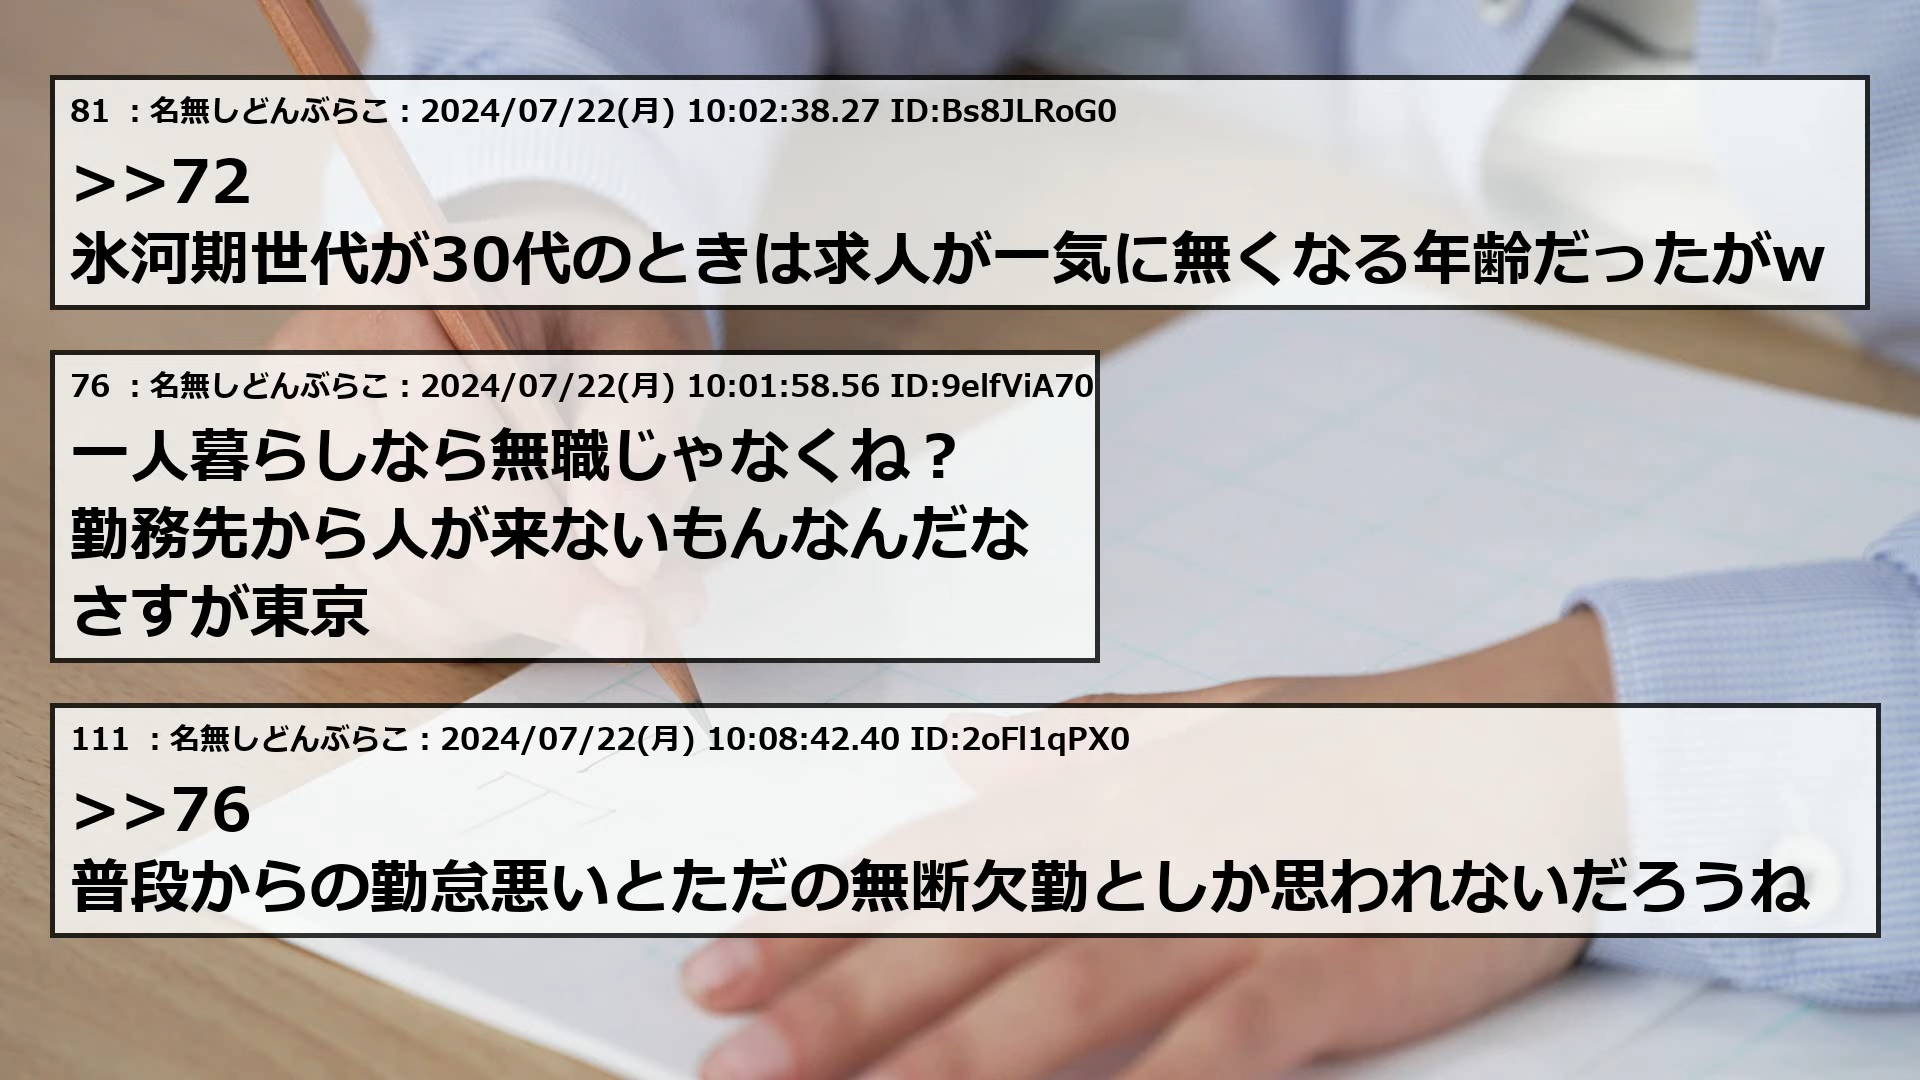 81 ：名無しどんぶらこ：2024/07/22(月) 10:02:38.27 ID:Bs8JLRoG0
>>72
氷河期世代が30代のときは求人が一気に無くなる年齢だったがw
76 ：名無しどんぶらこ：2024/07/22(月) 10:01:58.56 ID:9elfViA70
一人暮らしなら無職じゃなくね？
勤務先から人が来ないもんなんだな
さすが東京
111 ：名無しどんぶらこ：2024/07/22(月) 10:08:42.40 ID:2oFl1qPX0
>>76
普段からの勤怠悪いとただの無断欠勤としか思われないだろうね